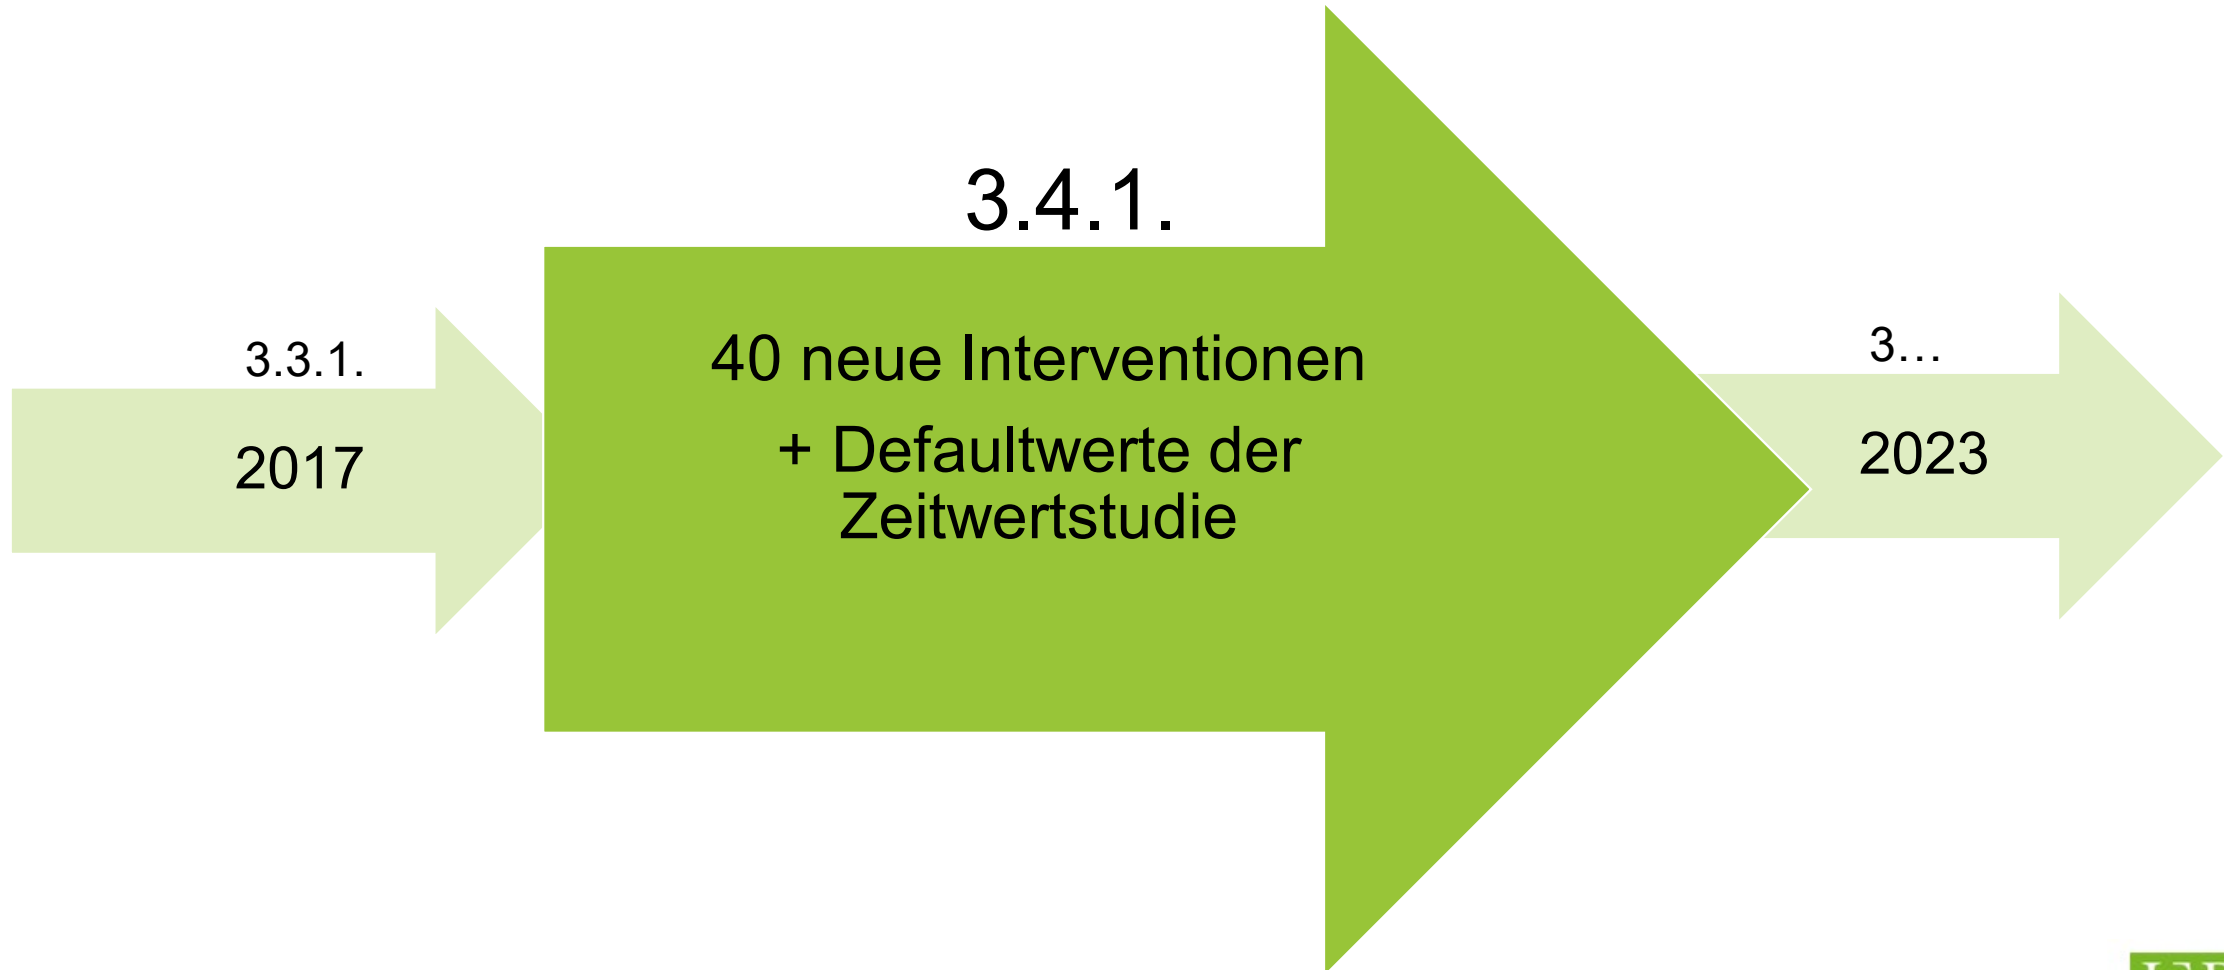 3.4.1.
3.3.1.
2017
40 neue Interventionen
+ Defaultwerte der
Zeitwertstudie
3…
2023